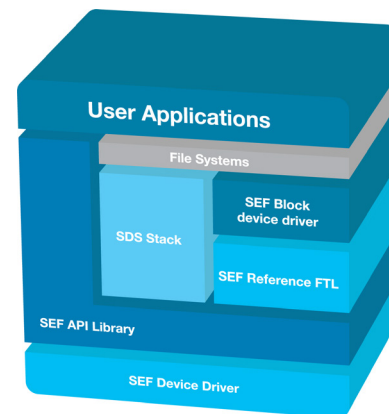 User Applications
File Systems
SDS Stack
SEF Block
device driver
SEF Reference FTL
SEF API Library
SEF Device Driver